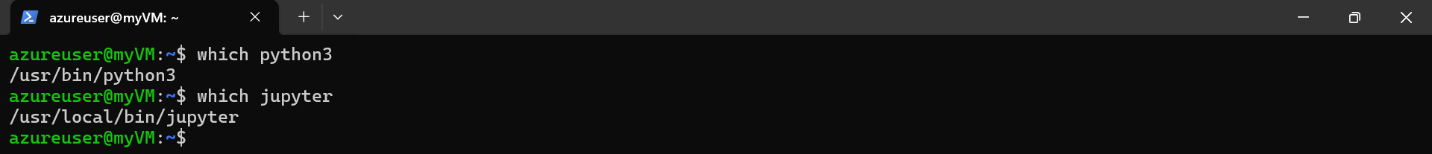 azureuser@myVM: ~
azureuser@myVM:~$ which python3
/usr/bin/python3
azureuser@myVM:~$ which jupyter
/usr/local/bin/jupyter
azureuser@myVM:~$